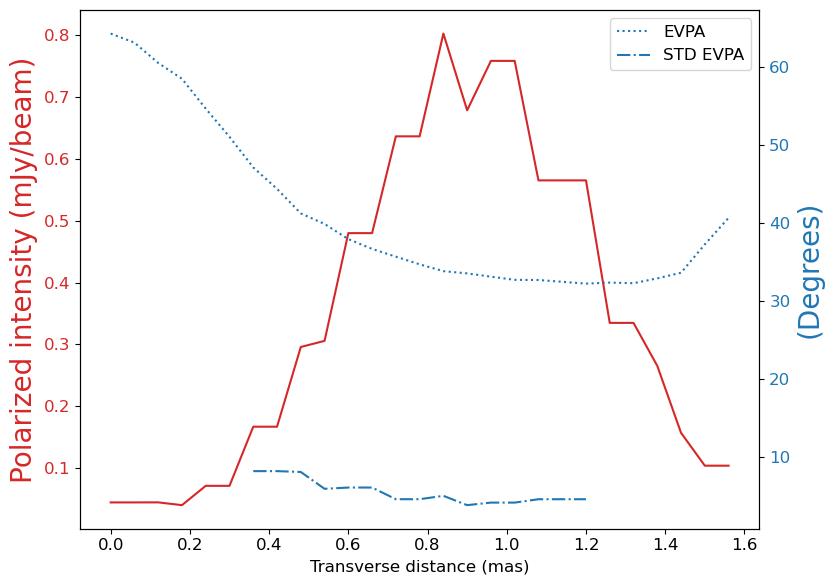 EVPA
STD EVPA
Polarized intensity (mJy/beam)
0.8
0.7
0.6
0.5
0.4
0.3
0.2
0.1
60
50
40
30
20
10
(Degrees)
0.0 0.2 0.4 0.6 0.8 1.0 1.2 1.4 1.6
Transverse distance (mas)